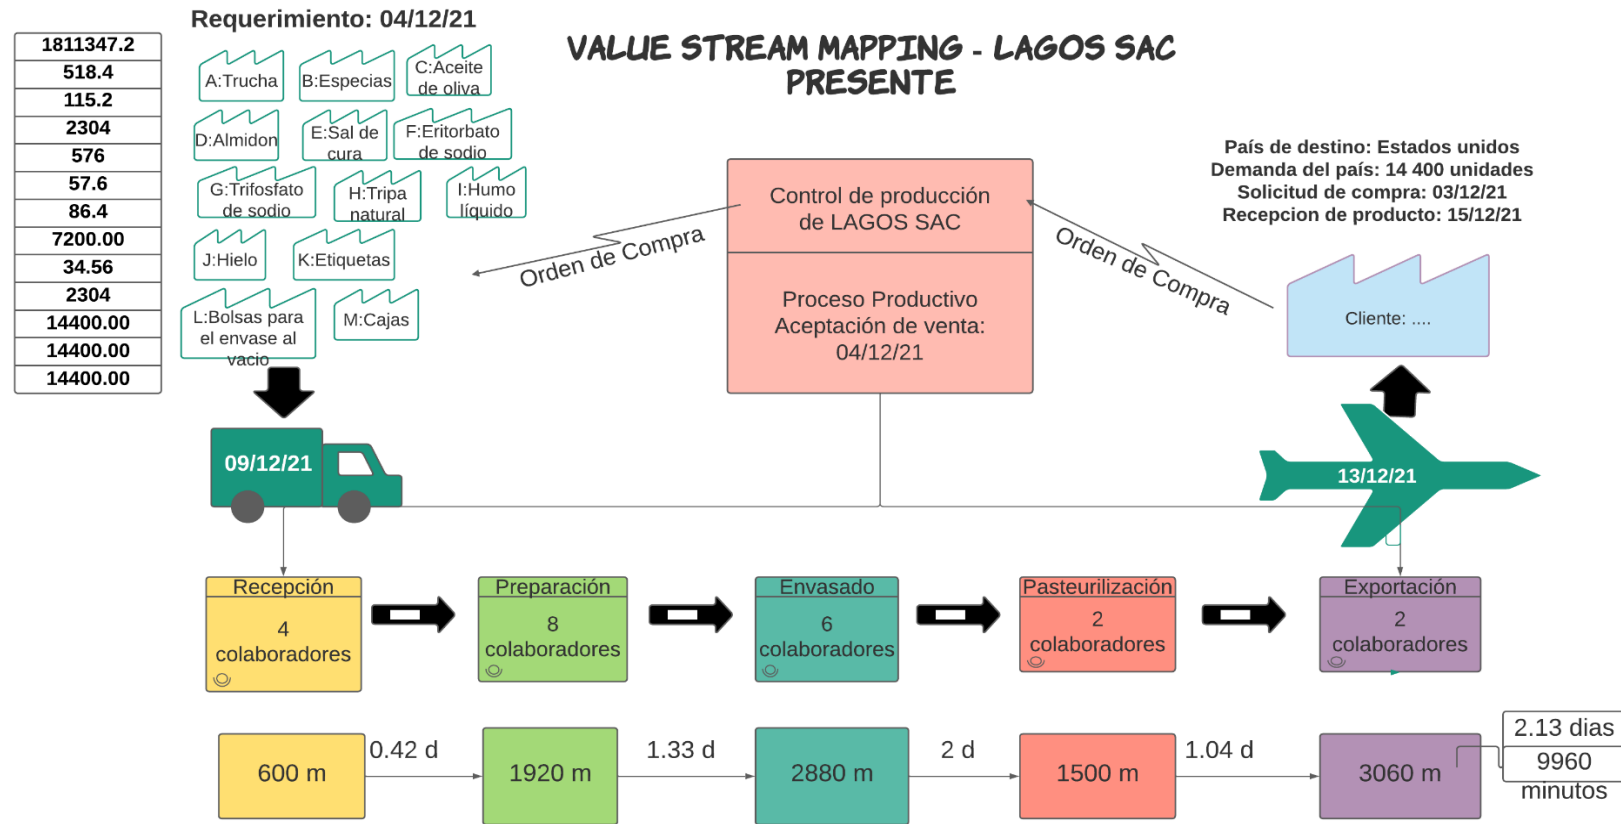 Requerimiento: 04/12/21
VALUE STREAM MAPPING - LAGOS SAC
PRESENTE
1811347.2
518.4
115.2
2304
576
57.6
86.4
7200.00
34.56
2304
14400.00
14400.00
14400.00
A:Trucha
B:Especias
C:Aceite
de oliva
D:Almidon
E:Sal de
cura
F:Eritorbato
de sodio
G:Trifosfato
de sodio
H:Tripa
natural
I:Humo
líquido
J:Hielo
K:Etiquetas
L:Bolsas para
el envase al
vacio
M:Cajas
Orden de Compra
Control de producción
de LAGOS SAC
Proceso Productivo
Aceptación de venta:
04/12/21
Orden de Compra
País de destino: Estados unidos
Demanda del país: 14 400 unidades
Solicitud de compra: 03/12/21
Recepcion de producto: 15/12/21
Cliente: ....
09/12/21
13/12/21
Recepción
4
colaboradores
Preparación
8
colaboradores
Envasado
6
colaboradores
Pasteurilización
2
colaboradores
Exportación
2
colaboradores
600 m
0.42 d
1920 m
1.33 d
2880 m
2 d
1500 m
1.04 d
3060 m
2.13 dias
9960
minutos